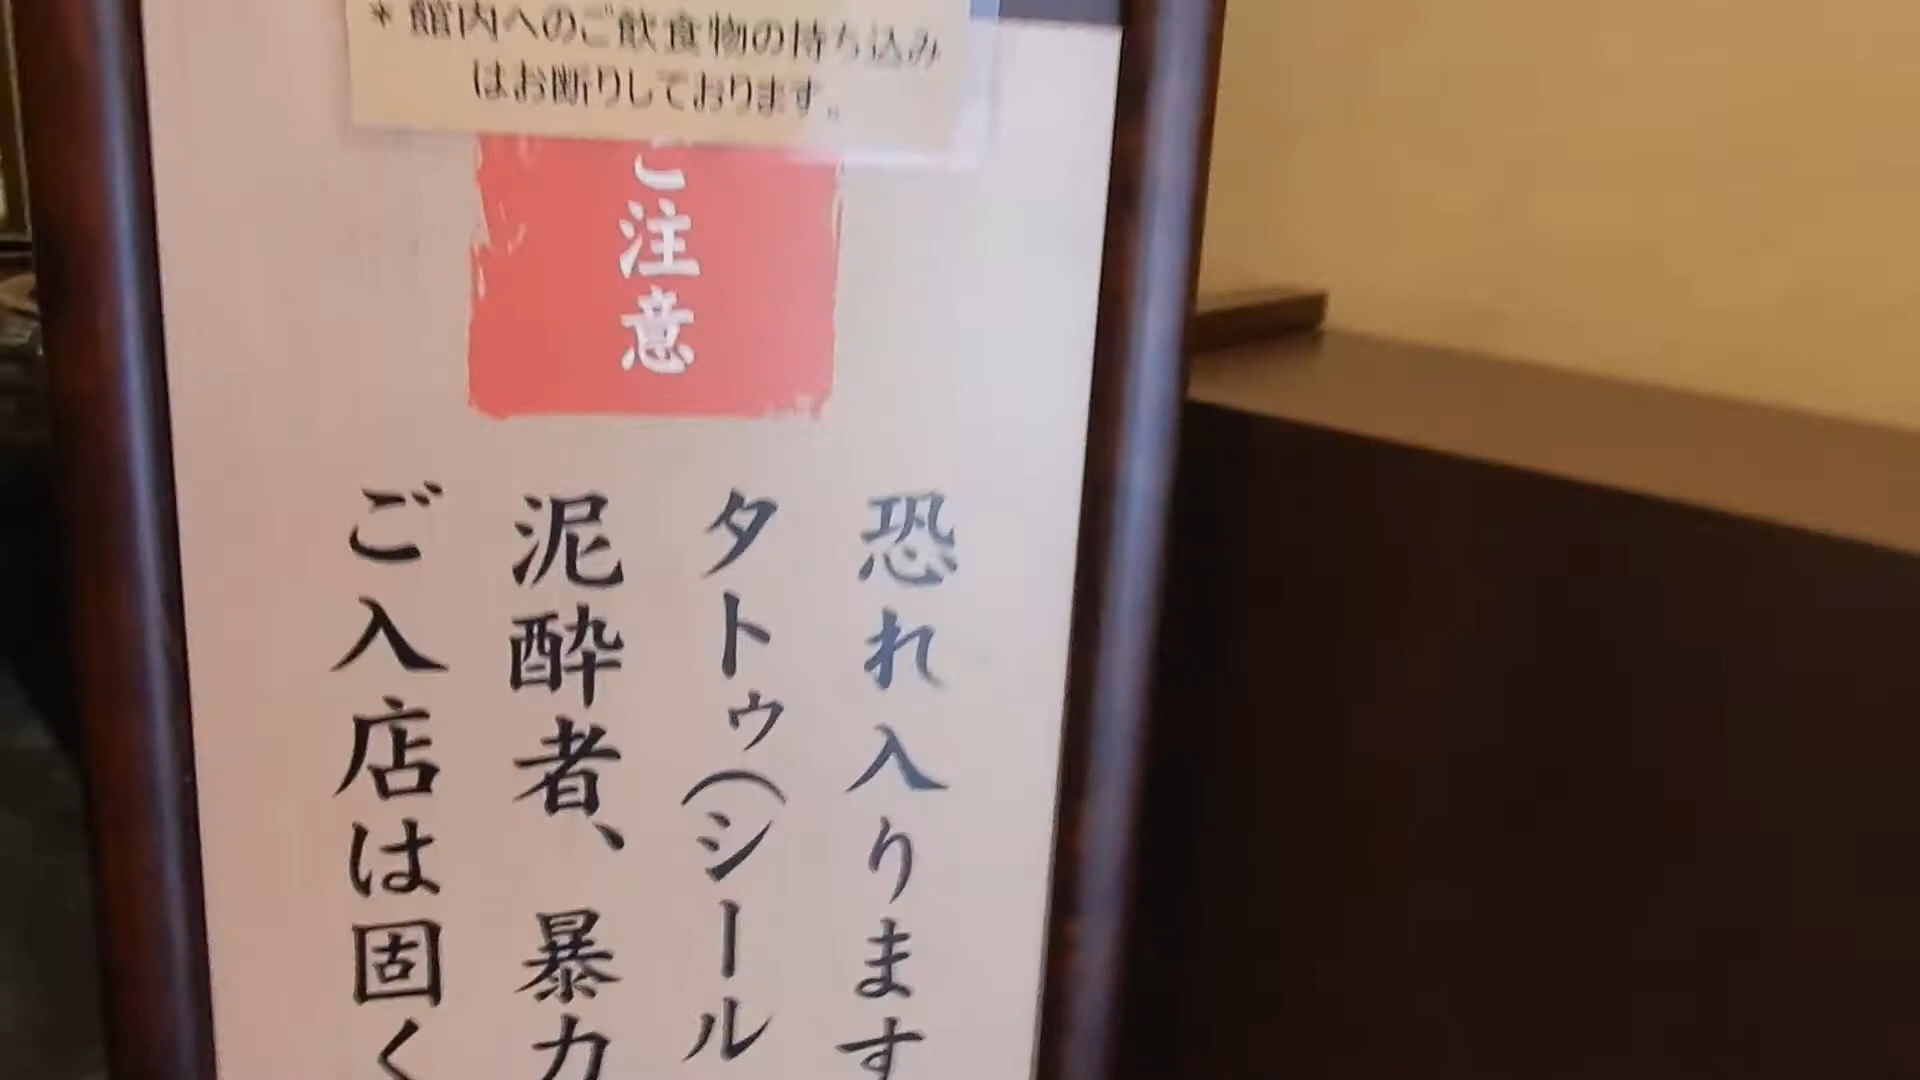 * 館内へのご飲食物の持ち込み
はお断りしております。
ご注意
恐れ入ります
タトゥ(シール
泥酔者、暴力
ご入店は固く